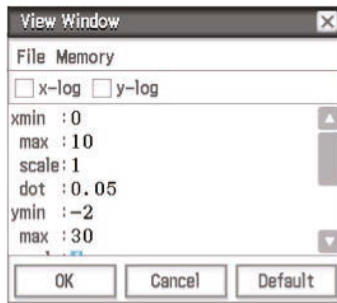 View Window
File Memory
x-log y-log
xmin :0
max :10
scale:1
dot :0.05
ymin :-2
max :30
OK Cancel Default